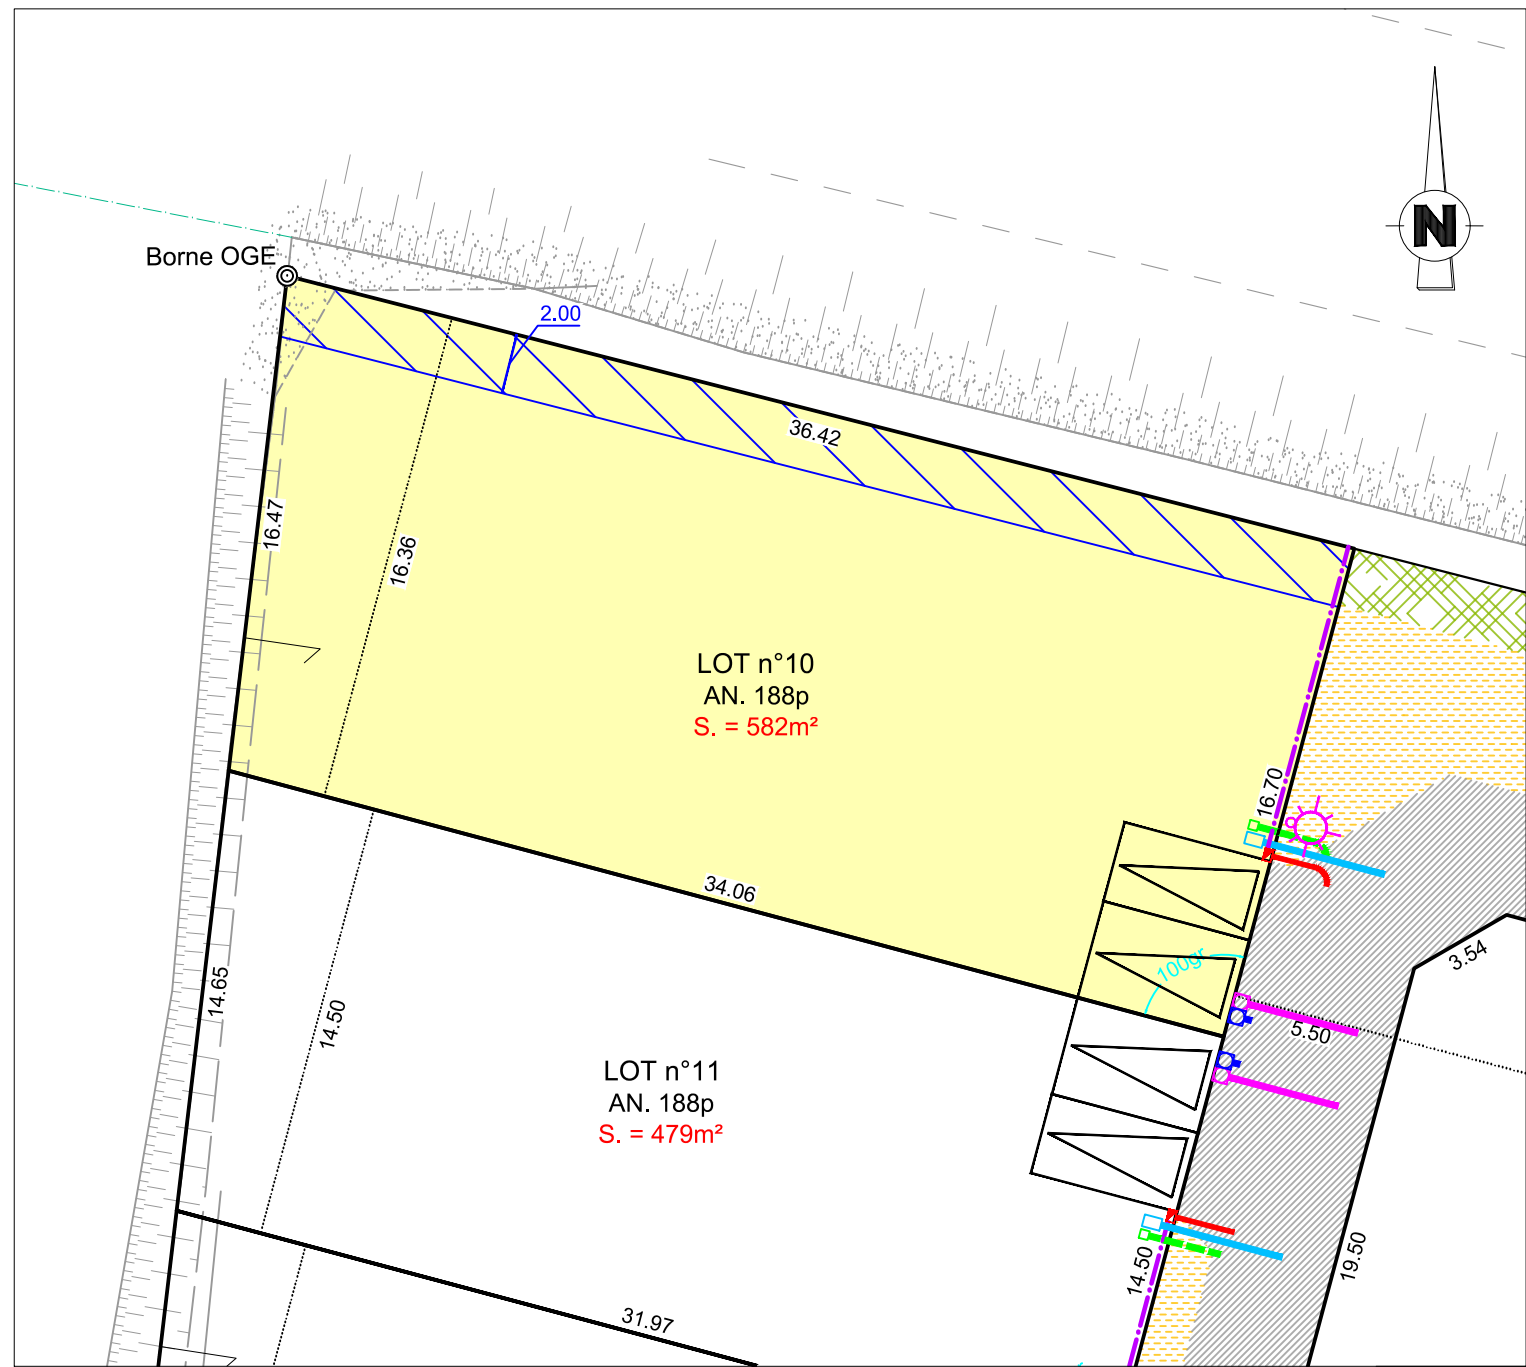 N
Borne OGE
2.00
36.42
16.47
16.36
LOT n°10
AN. 188p
S. = 582m²
16.70
34.06
100gr
3.54
14.65
14.50
5.50
LOT n°11
AN. 188p
S. = 479m²
14.50
19.50
31.97